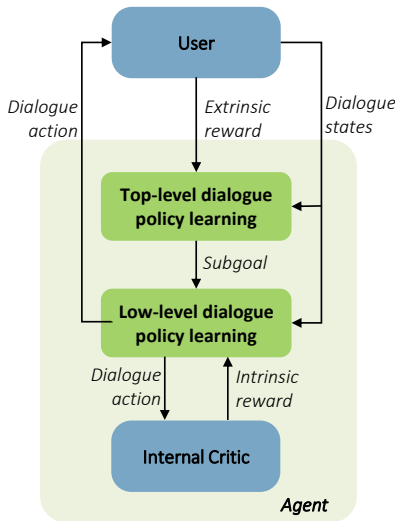 User
Dialogue
action
Extrinsic
reward
Dialogue
states
Top-level dialogue
policy learning
Subgoal
Low-level dialogue
policy learning
Dialogue
action
Intrinsic
reward
Internal Critic
Agent